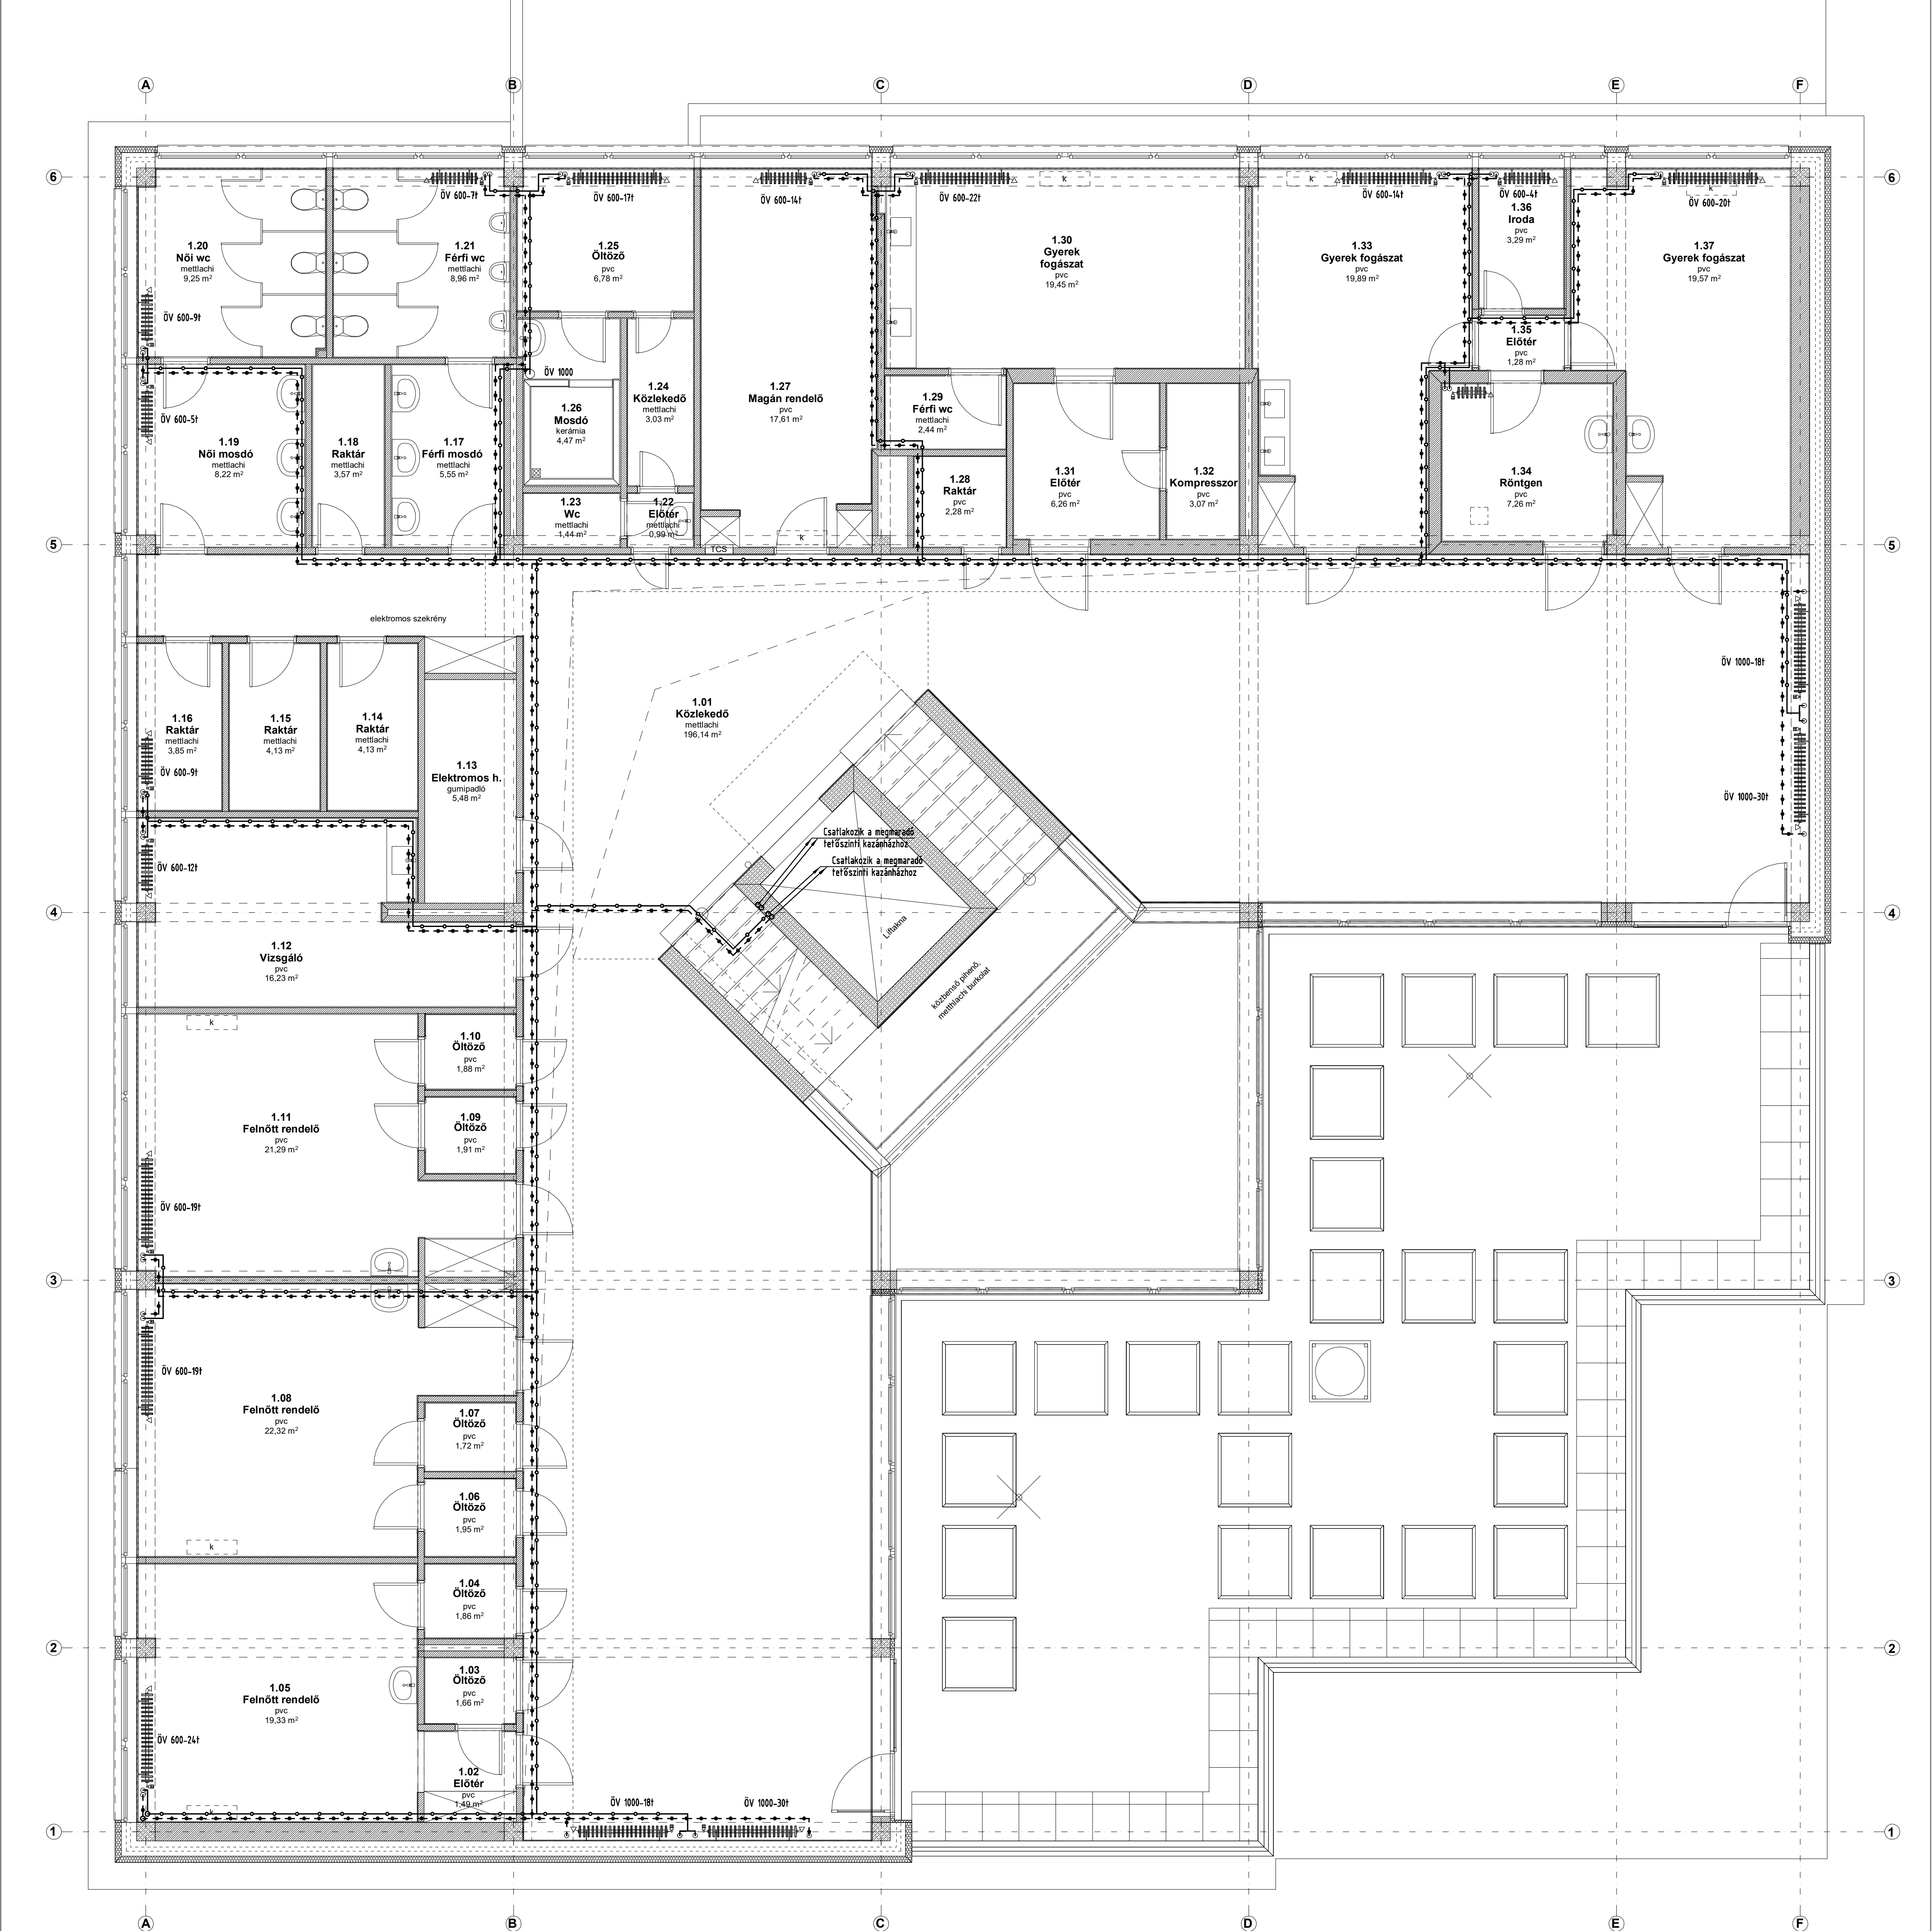 A
B
C
D
E
F
6
6
ÖV 600-7t
ÖV 600-17t
ÖV 600-14t
ÖV 600-22t
k
k
ÖV 600-14t
ÖV 600-4t
k
ÖV 600-20t
1.20
Női wc
mettlachi
9,25 m²
1.21
Férfi wc
mettlachi
8,96 m²
1.25
Öltöző
pvc
6,78 m²
1.30
Gyerek
fogászat
pvc
19,45 m²
1.33
Gyerek fogászat
pvc
19,89 m²
1.36
Iroda
pvc
3,29 m²
1.37
Gyerek fogászat
pvc
19,57 m²
ÖV 600-9t
1.35
Előtér
pvc
1,28 m²
ÖV 1000
ÖV 600-5t
1.19
Női mosdó
mettlachi
8,22 m²
1.18
Raktár
mettlachi
3,57 m²
1.17
Férfi mosdó
mettlachi
5,55 m²
1.26
Mosdó
kerámia
4,47 m²
1.24
Közlekedő
mettlachi
3,03 m²
1.27
Magán rendelő
pvc
17,61 m²
1.29
Férfi wc
mettlachi
2,44 m²
1.28
Raktár
pvc
2,28 m²
1.31
Előtér
pvc
6,26 m²
1.32
Kompresszor
pvc
3,07 m²
1.34
Röntgen
pvc
7,26 m²
1.23
Wc
mettlachi
1,44 m²
1.22
Előtér
mettlachi
0,99 m²
TCS
k
5
5
elektromos szekrény
1.16
Raktár
mettlachi
3,85 m²
1.15
Raktár
mettlachi
4,13 m²
1.14
Raktár
mettlachi
4,13 m²
1.13
Elektromos h.
gumipadló
5,48 m²
1.01
Közlekedő
mettlachi
196,14 m²
ÖV 1000-18t
ÖV 600-9t
ÖV 1000-30t
Csatlakozik a megmaradó
tetőszinti kazánházhoz
Csatlakozik a megmaradó
tetőszinti kazánházhoz
ÖV 600-12t
4
4
Liftakna
1.12
Vizsgáló
pvc
16,23 m²
közbenső pihenő,
metthlachi burkolat
k
1.10
Öltöző
pvc
1,88 m²
1.11
Felnőtt rendelő
pvc
21,29 m²
1.09
Öltöző
pvc
1,91 m²
ÖV 600-19t
3
3
ÖV 600-19t
1.08
Felnőtt rendelő
pvc
22,32 m²
1.07
Öltöző
pvc
1,72 m²
1.06
Öltöző
pvc
1,95 m²
k
1.04
Öltöző
pvc
1,86 m²
2
2
1.05
Felnőtt rendelő
pvc
19,33 m²
1.03
Öltöző
pvc
1,66 m²
ÖV 600-24t
1.02
Előtér
pvc
1,49 m²
k
ÖV 1000-18t
ÖV 1000-30t
1
1
A
B
C
D
E
F